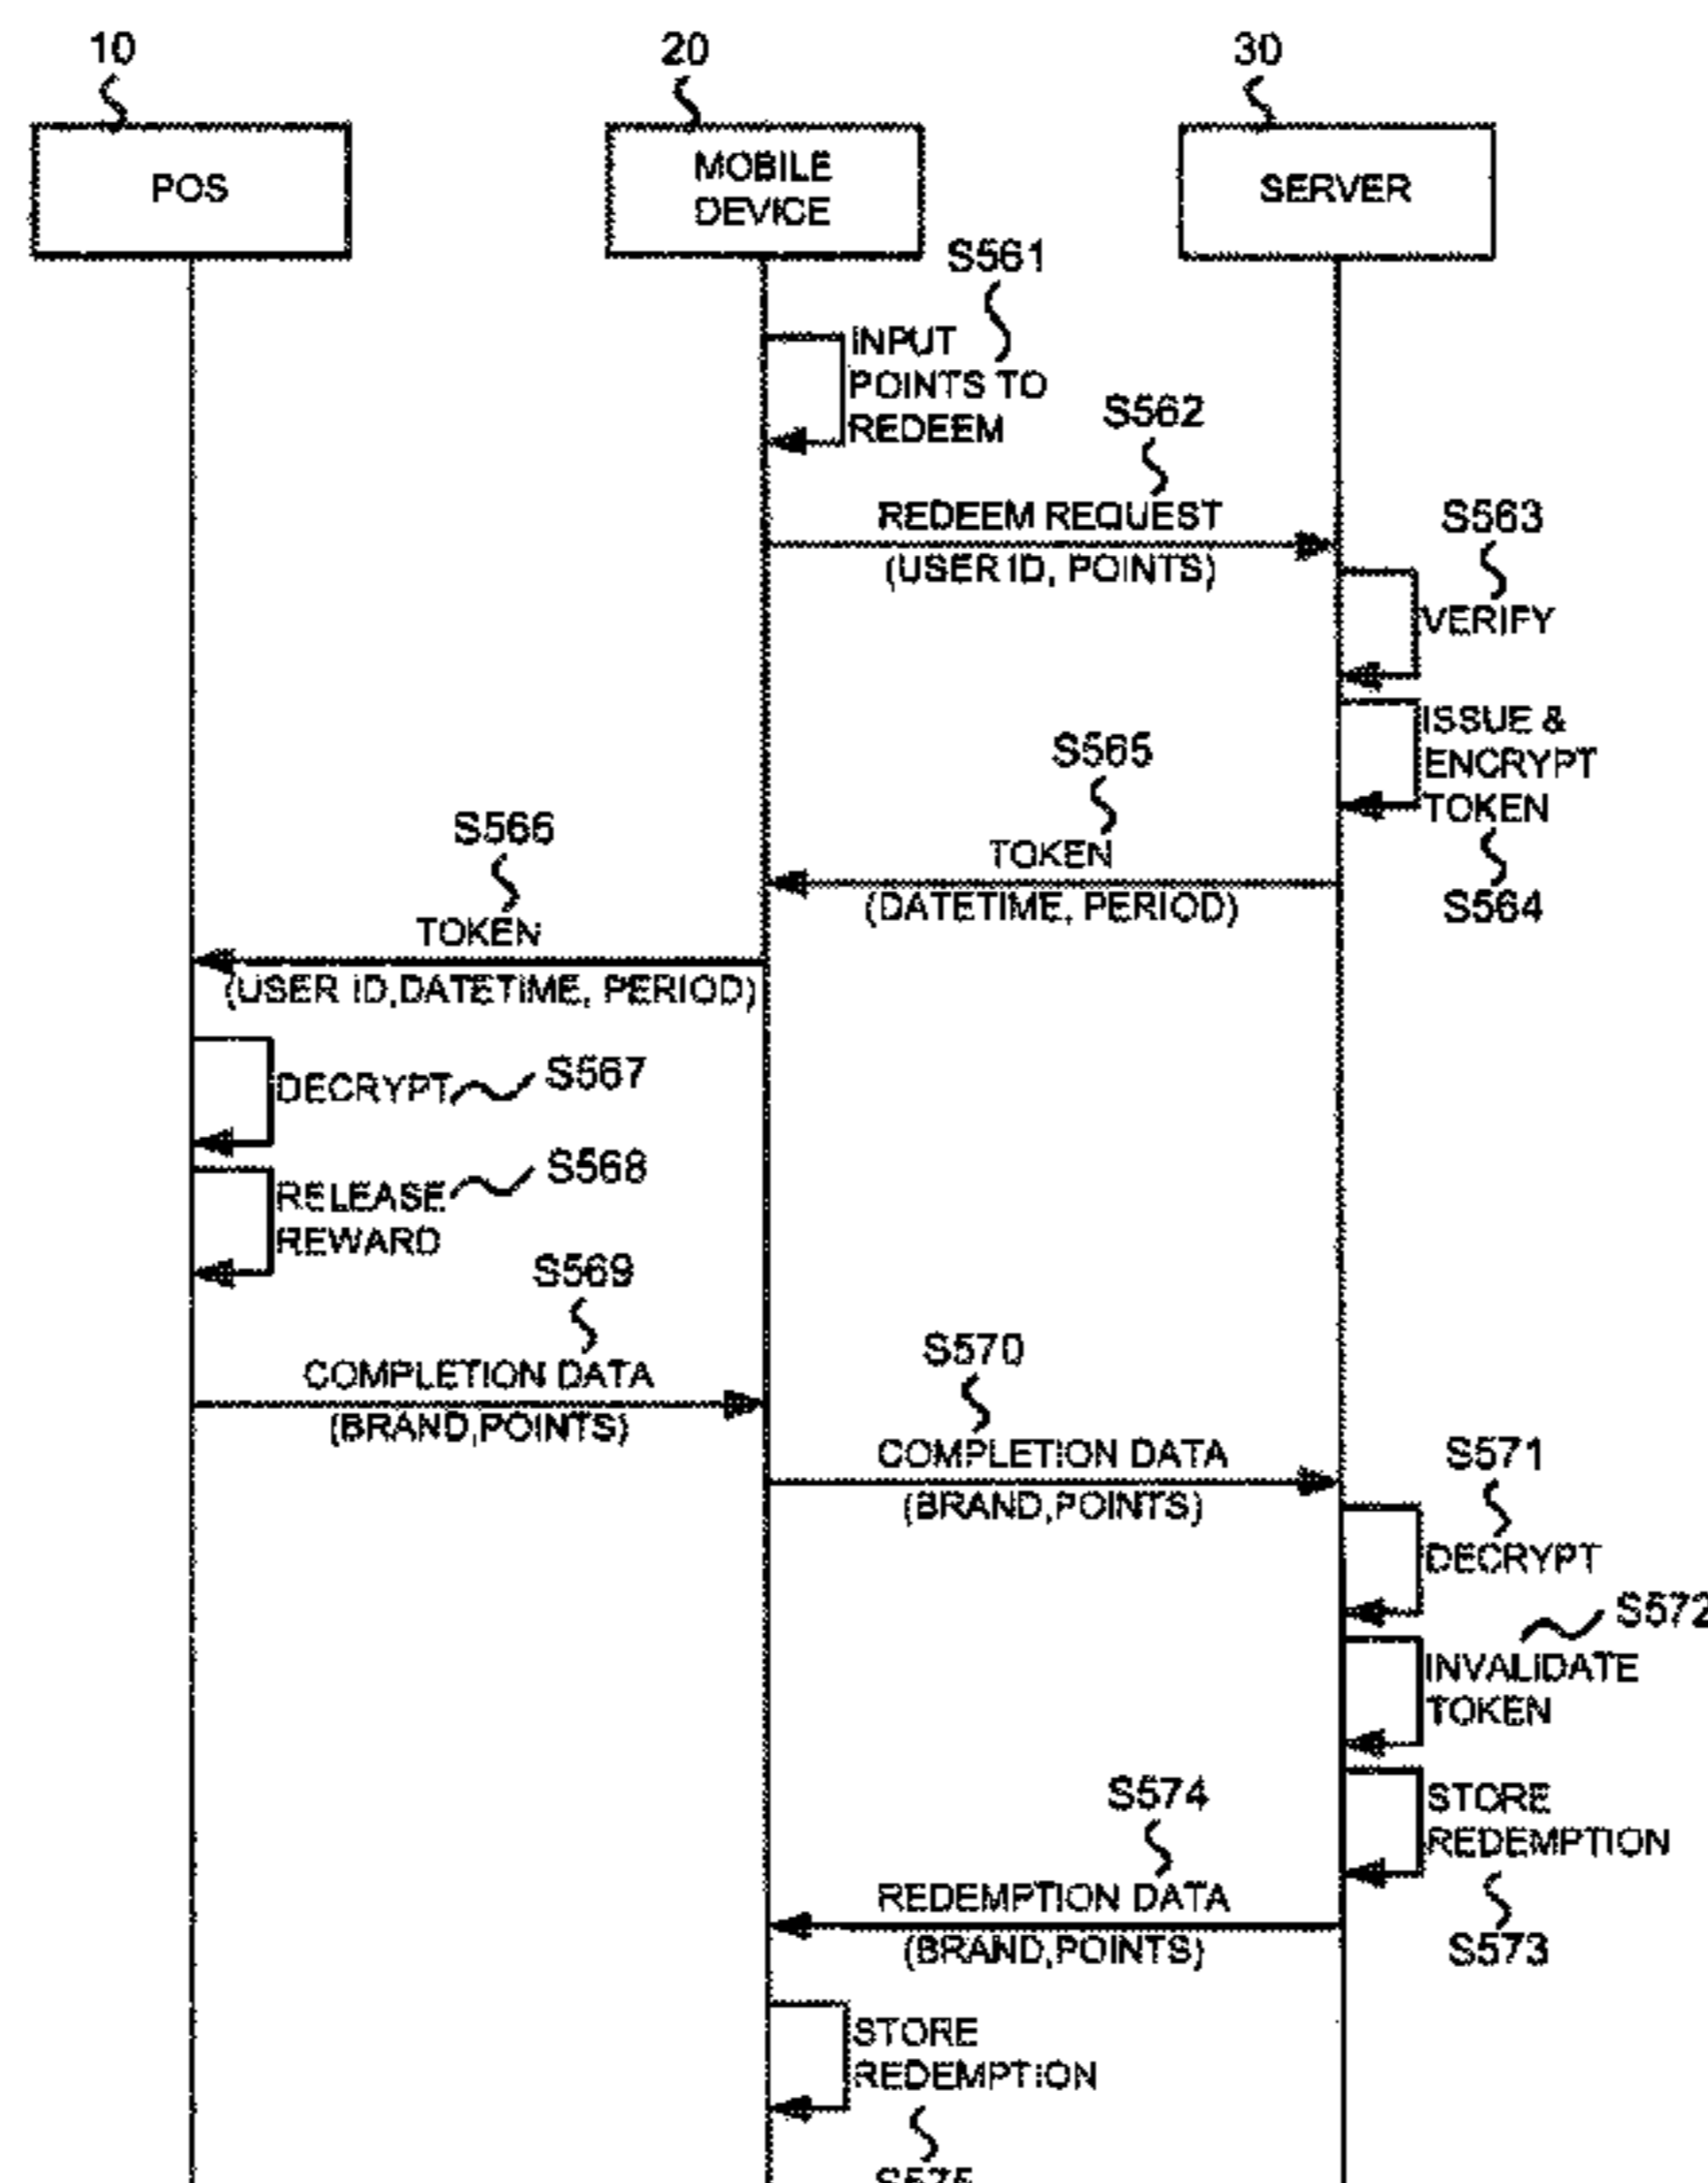 10
20
30
POS
MOBILE
DEVICE
SERVER
S561
INPUT
POINTS TO
REDEEM
S562
REDEEM REQUEST
(USER ID, POINTS)
S563
VERIFY
ISSUE &
ENCRYPT
TOKEN
S564
S565
TOKEN
(DATETIME, PERIOD)
S566
TOKEN
(USER ID,DATETIME, PERIOD)
DECRYPT
S567
RELEASE
REWARD
S568
S569
COMPLETION DATA
(BRAND,POINTS)
S570
COMPLETION DATA
(BRAND,POINTS)
S571
DECRYPT
S572
INVALIDATE
TOKEN
STORE
REDEMPTION
S573
S574
REDEMPTION DATA
(BRAND,POINTS)
STORE
REDEMPTION
S575